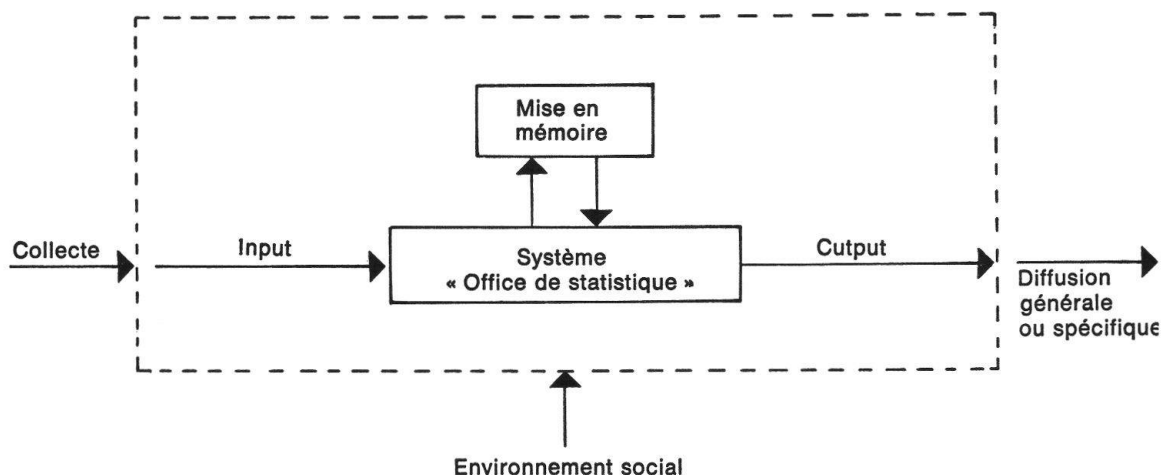 Mise en
mémoire
Collecte
Input
Système
« Office de statistique »
Cutput
Diffusion
générale
ou spécifique
Environnement social